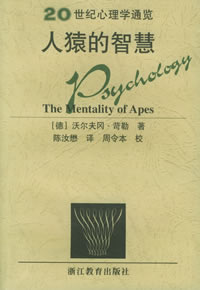 20世纪心理学通览
人猿的智慧
Psychology
The Mentality of Apes
[德] 沃尔夫冈·苛勒 著
陈汝懋 译 周令本 校
浙江教育出版社